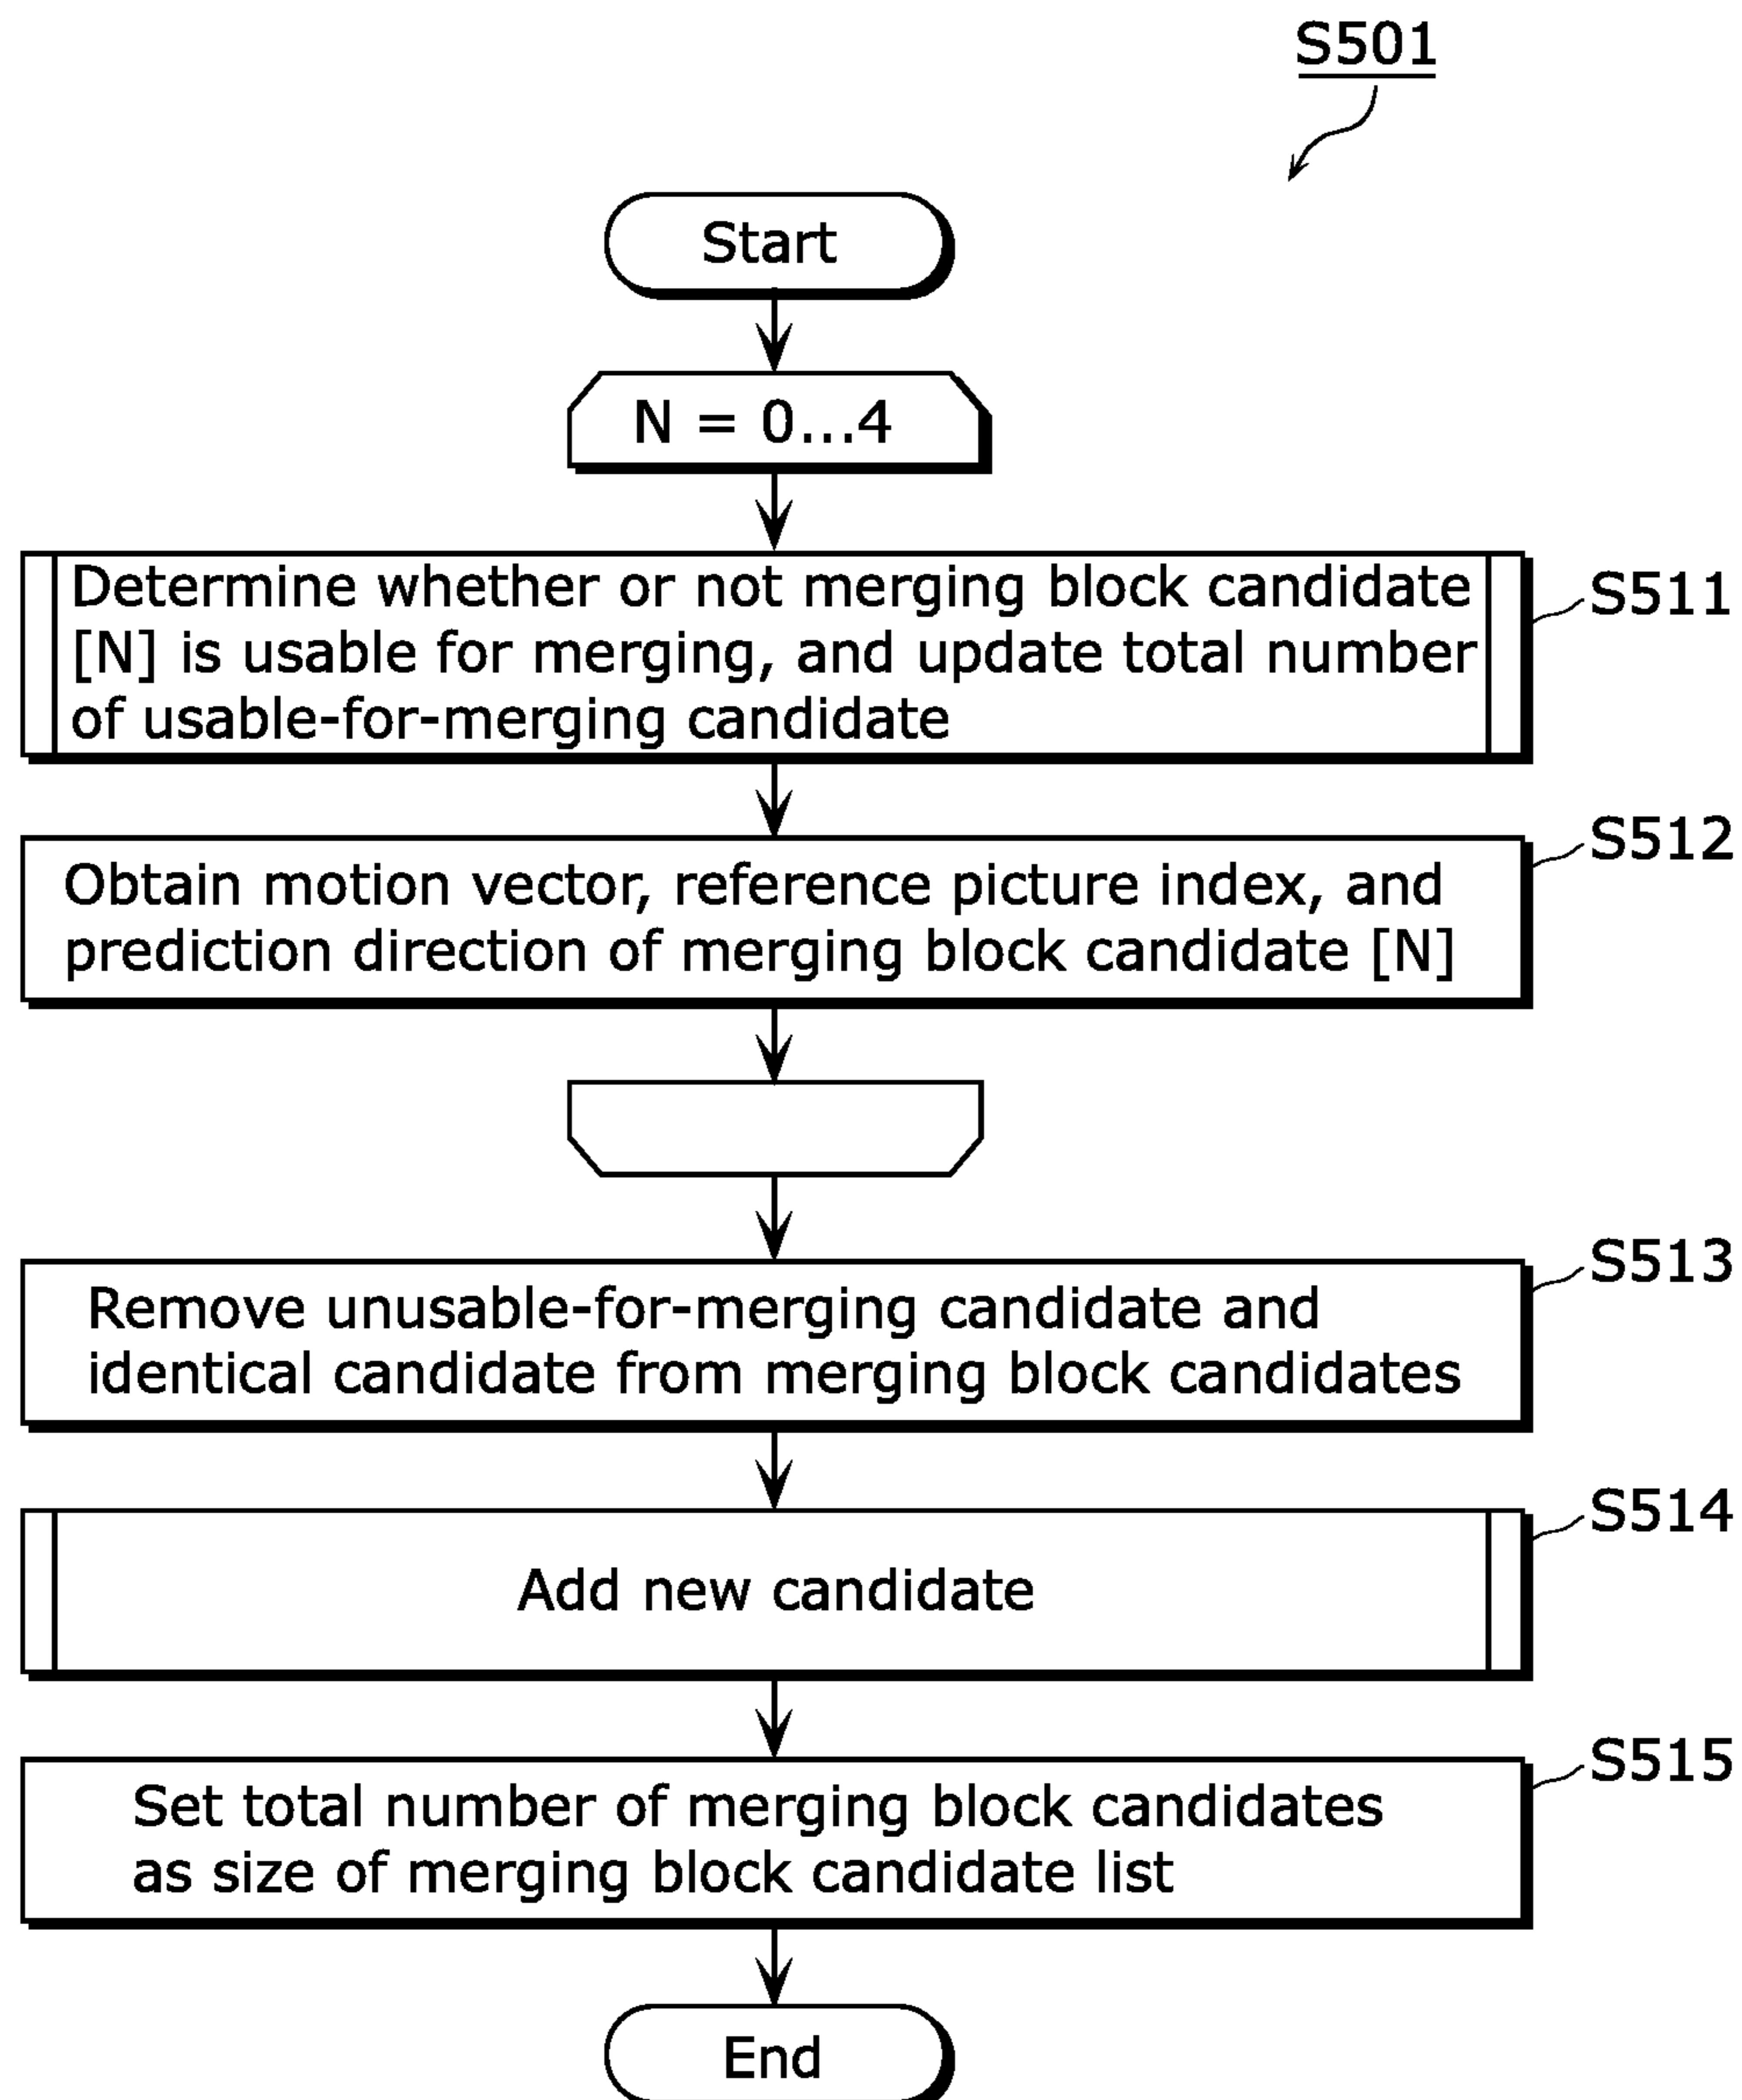 S501
Start
N = 0...4
Determine whether or not merging block candidate
[N] is usable for merging, and update total number
of usable-for-merging candidate
S511
Obtain motion vector, reference picture index, and
prediction direction of merging block candidate [N]
S512
Remove unusable-for-merging candidate and
identical candidate from merging block candidates
S513
Add new candidate
S514
Set total number of merging block candidates
as size of merging block candidate list
S515
End